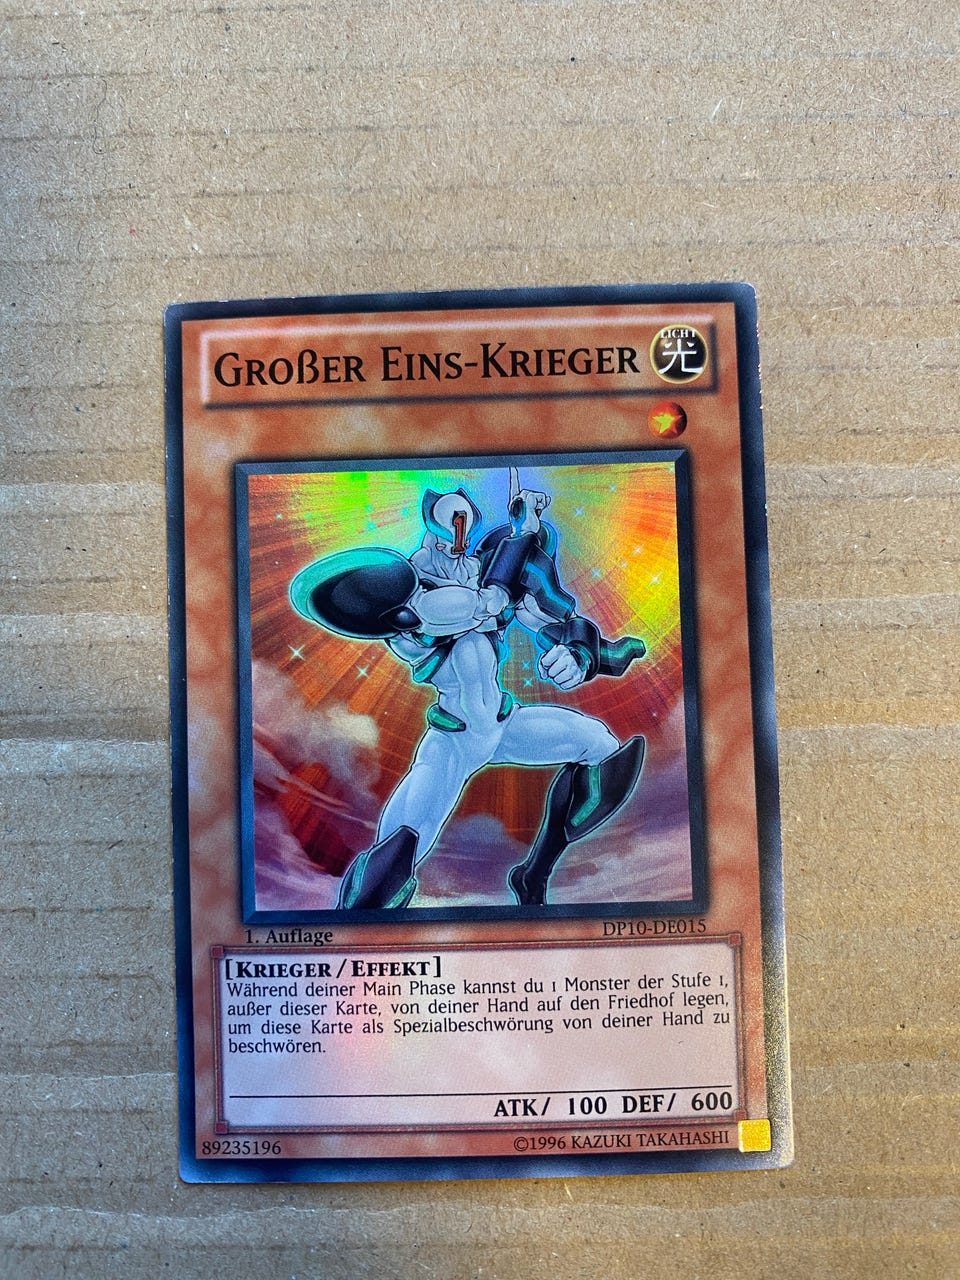 GROẞER EINS-KRIEGER
LICHT
光
1
1. Auflage
DP10-DE015
[KRIEGER / EFFEKT]
Während deiner Main Phase kannst du 1 Monster der Stufe 1,
außer dieser Karte, von deiner Hand auf den Friedhof legen,
um diese Karte als Spezialbeschwörung von deiner Hand zu
beschwören.
ATK/ 100 DEF/ 600
89235196
©1996 KAZUKI TAKAHASHI